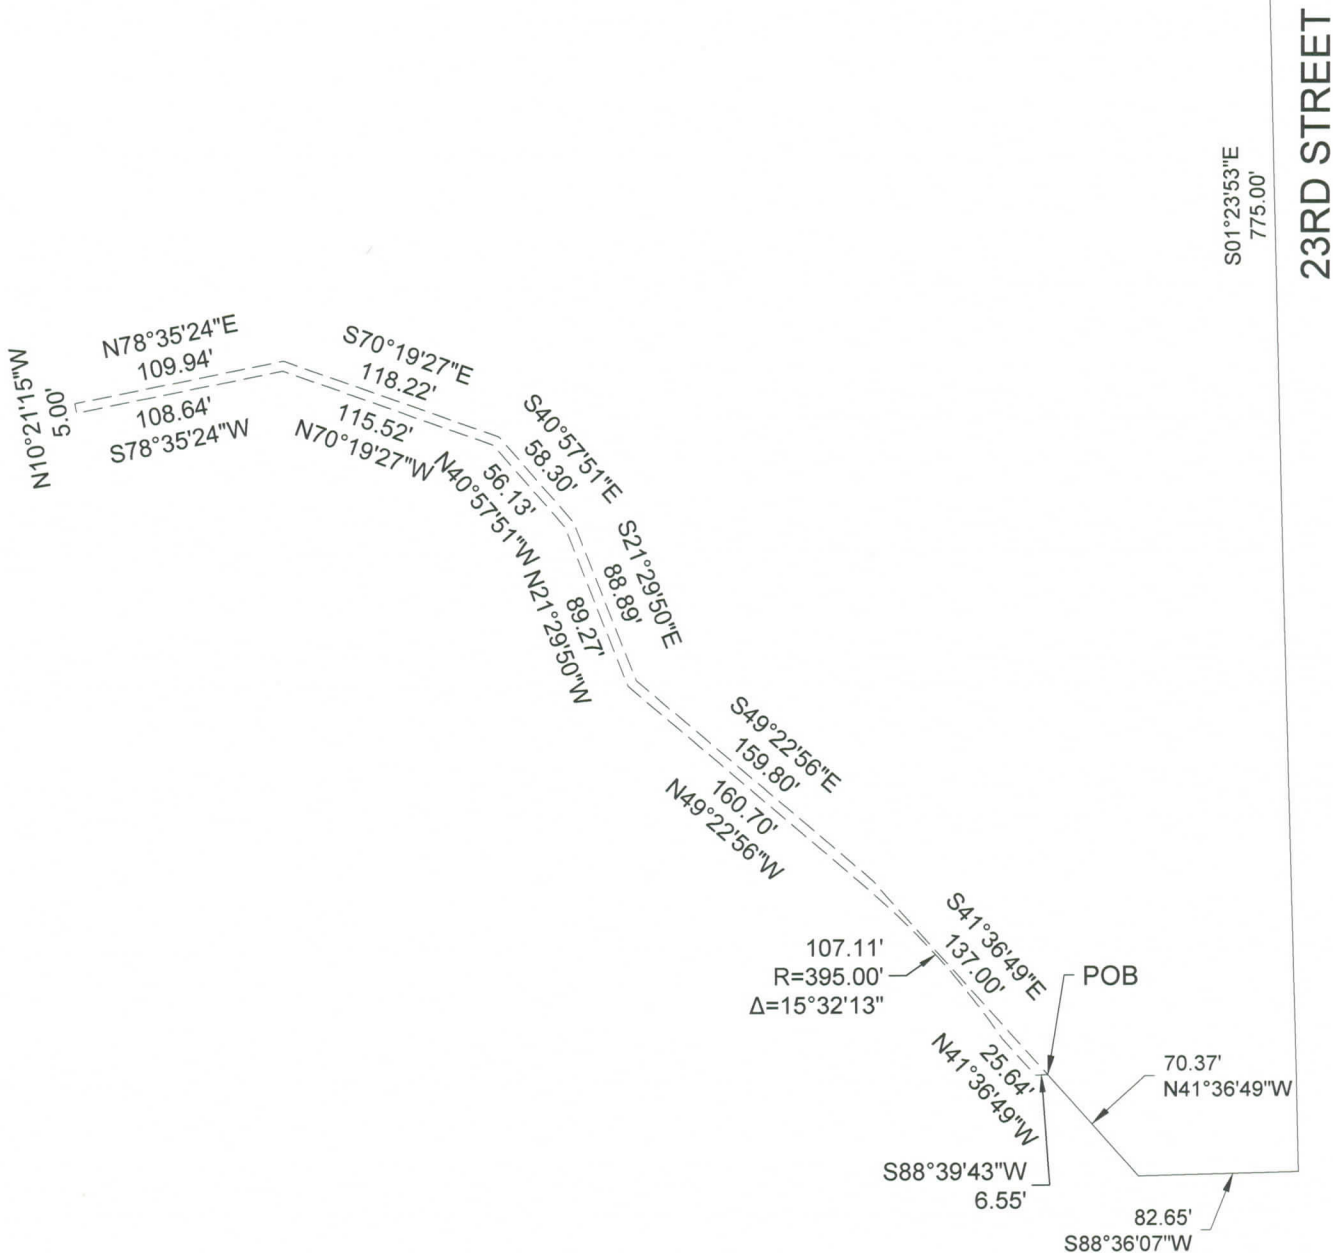 23RD STREET
S01°23'53"E
775.00'
N78°35'24"E
109.94'
S70°19'27"E
118.22'
N10°21'15"W
5.00'
108.64'
S78°35'24"W
115.52'
N70°19'27"W
S40°57'51"E
58.30'
56.13'
N40°57'51"W
S21°29'50"E
88.89'
89.27'
N21°29'50"W
S49°22'56"E
159.80'
160.70'
N49°22'56"W
S41°36'49"E
137.00'
107.11'
R=395.00'
Δ=15°32'13"
POB
25.64'
N41°36'49"W
70.37'
N41°36'49"W
S88°39'43"W
6.55'
82.65'
S88°36'07"W